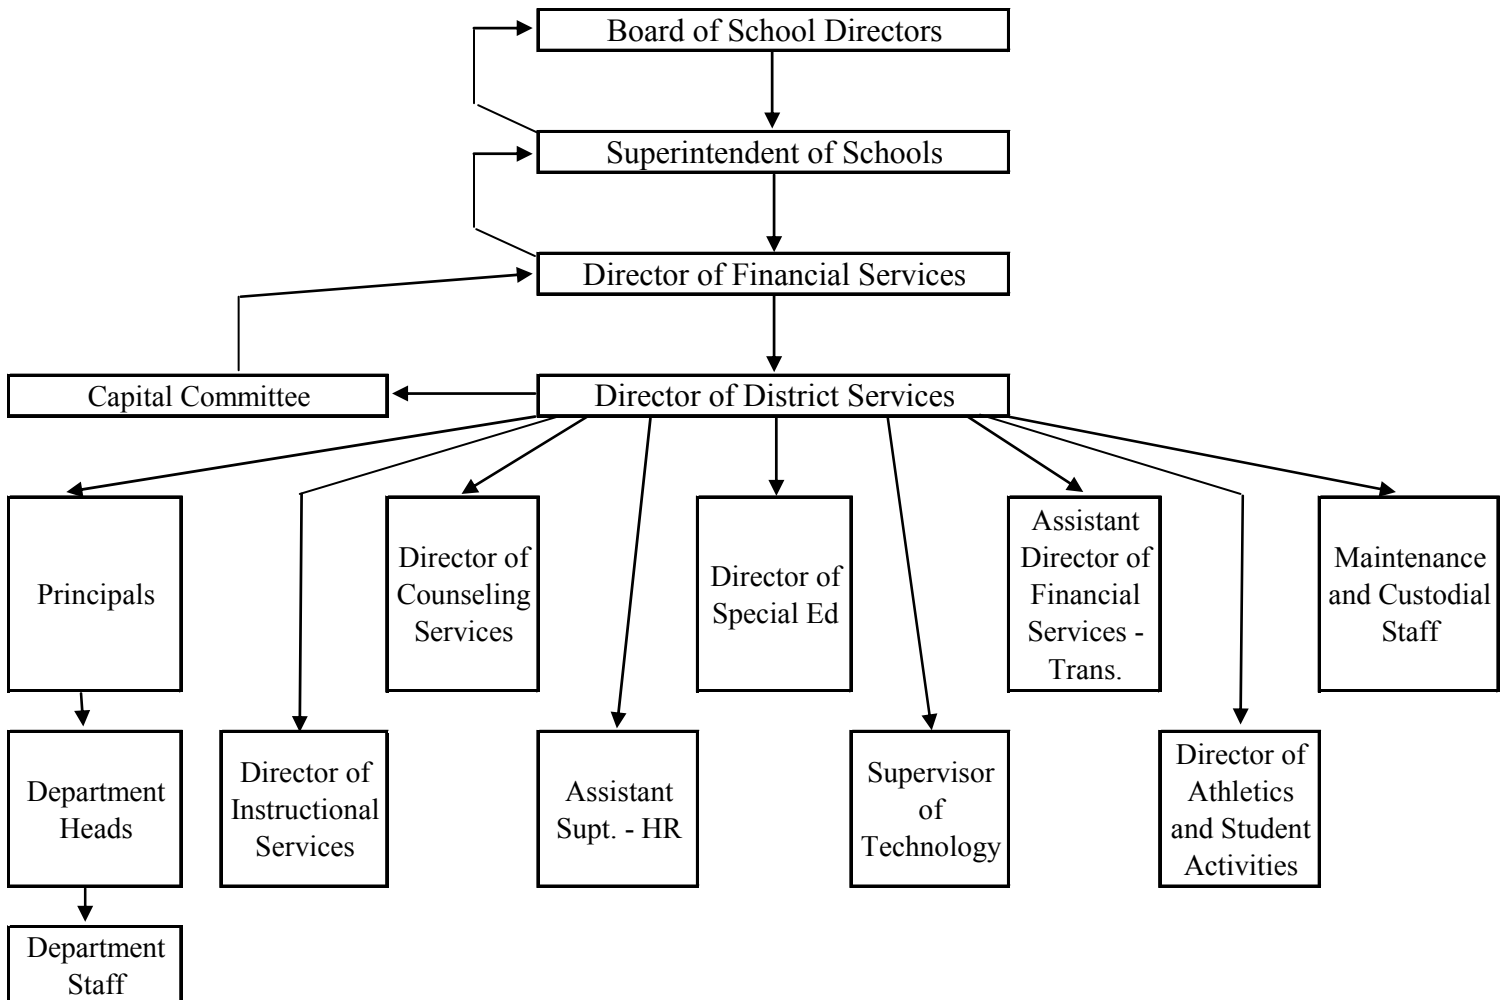 Board of School Directors
Superintendent of Schools
Director of Financial Services
Capital Committee
Director of District Services
Principals
Director of
Counseling
Services
Director of
Special Ed
Assistant
Director of
Financial
Services -
Trans.
Maintenance
and Custodial
Staff
Department
Heads
Director of
Instructional
Services
Assistant
Supt. - HR
Supervisor
of
Technology
Director of
Athletics
and Student
Activities
Department
Staff